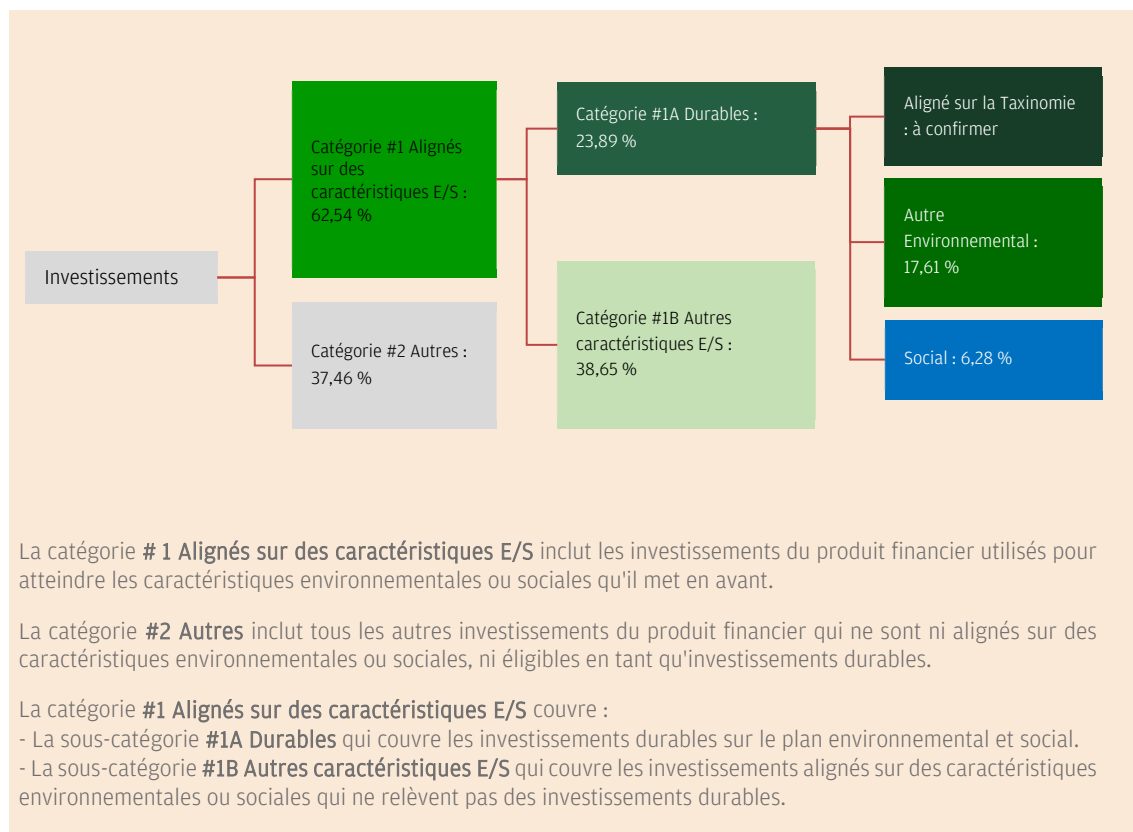 Investissements
Catégorie #1 Alignés
sur des
caractéristiques E/S :
62,54 %
Catégorie #2 Autres :
37,46 %
Catégorie #1A Durables :
23,89 %
Catégorie #1B Autres
caractéristiques E/S :
38,65 %
Aligné sur la Taxinomie
: à confirmer
Autre
Environnemental :
17,61 %
Social : 6,28 %
La catégorie # 1 Alignés sur des caractéristiques E/S inclut les investissements du produit financier utilisés pour
atteindre les caractéristiques environnementales ou sociales qu'il met en avant.
La catégorie #2 Autres inclut tous les autres investissements du produit financier qui ne sont ni alignés sur des
caractéristiques environnementales ou sociales, ni éligibles en tant qu'investissements durables.
La catégorie #1 Alignés sur des caractéristiques E/S couvre :
- La sous-catégorie #1A Durables qui couvre les investissements durables sur le plan environnemental et social.
- La sous-catégorie #1B Autres caractéristiques E/S qui couvre les investissements alignés sur des caractéristiques
environnementales ou sociales qui ne relèvent pas des investissements durables.